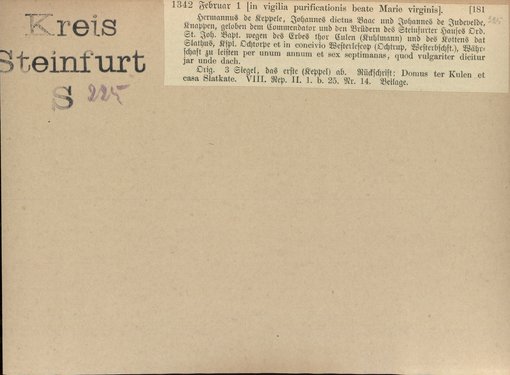 Kreis
Steinfurt
S 225
1342 Februar 1 [in vigilia purificationis beate Marie virginis]. [181
Hermannus de Keppele, Johannes dictus Baac und Johannes de Judevelde, 225
Knappen, geloben dem Commendator und den Brüdern des Steinfurter Hauses Ord.
St. Joh. Bapt. wegen des Erbes thor Culen (Kuhlmann) und des Kottens dat
Slathus, Kspl. Ochtorpe et in concivio Westerlescep (Ochtrup, Westerbschft.), Währ-
schaft zu leisten per unum annum et sex septimanas, quod vulgariter dicitur
jar unde dach.
Orig. 3 Siegel, das erste (Keppel) ab. Rückschrift: Domus ter Kulen et
casa Slatkate. VIII. Rep. II. 1. b. 25. Nr. 14. Beilage.